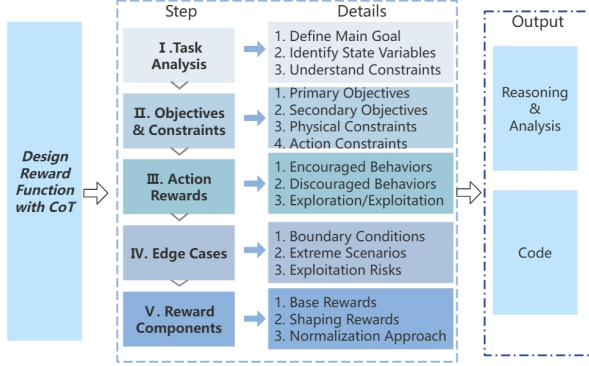 Step
Details
Output
Design
Reward
Function
with CoT
Ⅰ.Task
Analysis
1. Define Main Goal
2. Identify State Variables
3. Understand Constraints
Ⅱ. Objectives
& Constraints
1. Primary Objectives
2. Secondary Objectives
3. Physical Constraints
4. Action Constraints
Ⅲ. Action
Rewards
1. Encouraged Behaviors
2. Discouraged Behaviors
3. Exploration/Exploitation
Ⅳ. Edge Cases
1. Boundary Conditions
2. Extreme Scenarios
3. Exploitation Risks
Ⅴ. Reward
Components
1. Base Rewards
2. Shaping Rewards
3. Normalization Approach
Reasoning
&
Analysis
Code